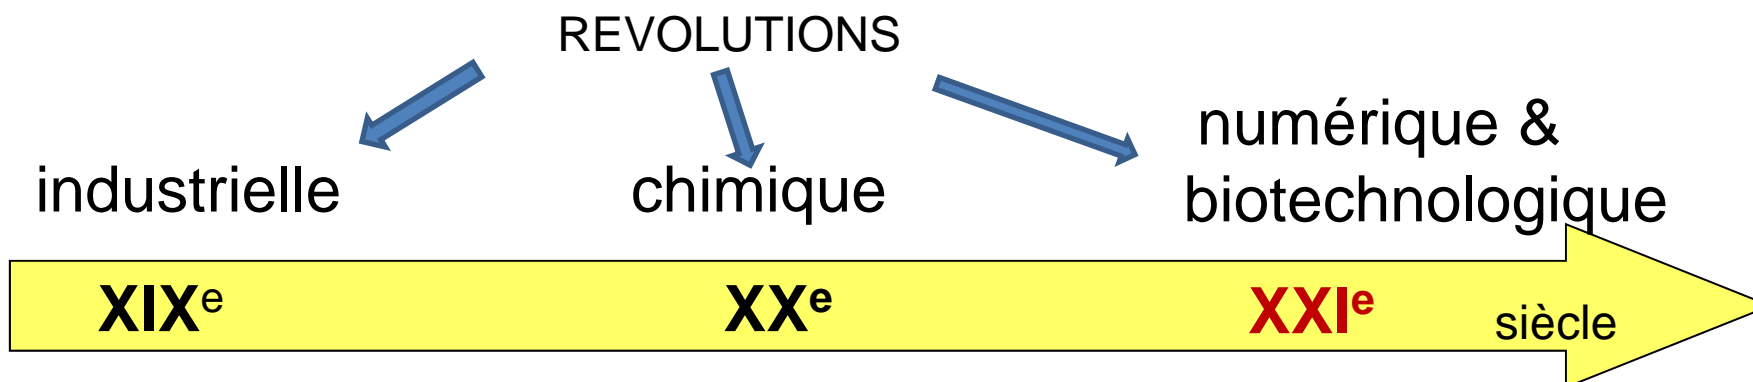 REVOLUTIONS
industrielle
chimique
numérique &
biotechnologique
XIXᵉ
XXᵉ
XXIᵉ
siècle